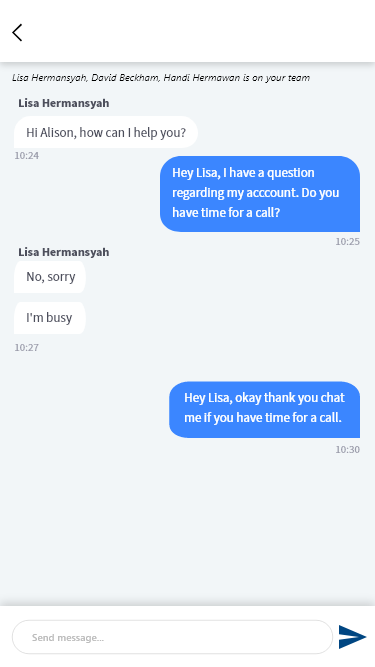 Lisa Hermansyah, David Beckham, Handi Hermawan is on your team
Lisa Hermansyah
Hi Alison, how can I help you?
10:24
Hey Lisa, I have a question
regarding my acccount. Do you
have time for a call?
10:25
Lisa Hermansyah
No, sorry
I'm busy
10:27
Hey Lisa, okay thank you chat
me if you have time for a call.
10:30
Send message...